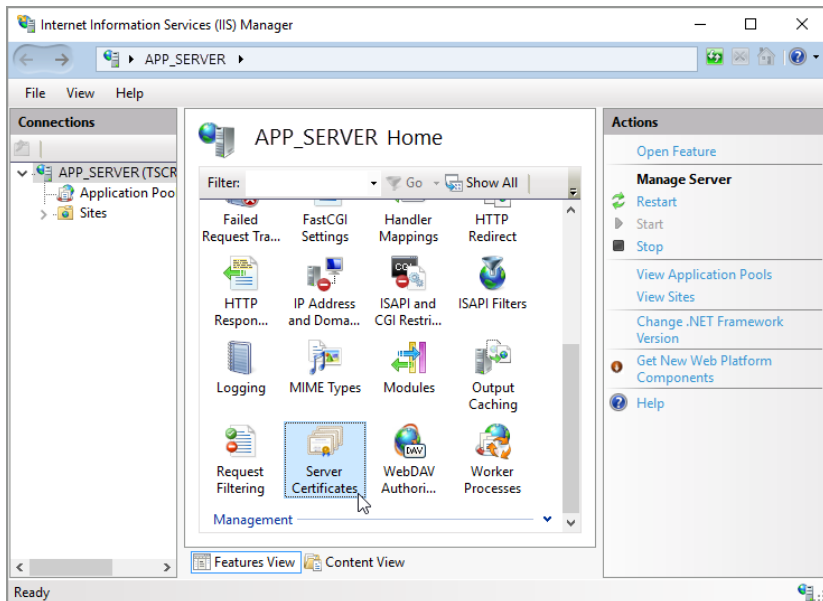 Internet Information Services (IIS) Manager
APP_SERVER
File View Help
Connections
APP_SERVER (TSCR
Application Poo
Sites
APP_SERVER Home
Filter: Go Show All
Failed Request Tra...
FastCGI Settings
Handler Mappings
HTTP Redirect
HTTP Respon...
IP Address and Doma...
ISAPI and CGI Restri...
ISAPI Filters
Logging
MIME Types
Modules
Output Caching
Request Filtering
Server Certificates
WebDAV Authori...
Worker Processes
Management
Features View
Content View
Actions
Open Feature
Manage Server
Restart
Start
Stop
View Application Pools
View Sites
Change .NET Framework
Version
Get New Web Platform
Components
Help
Ready